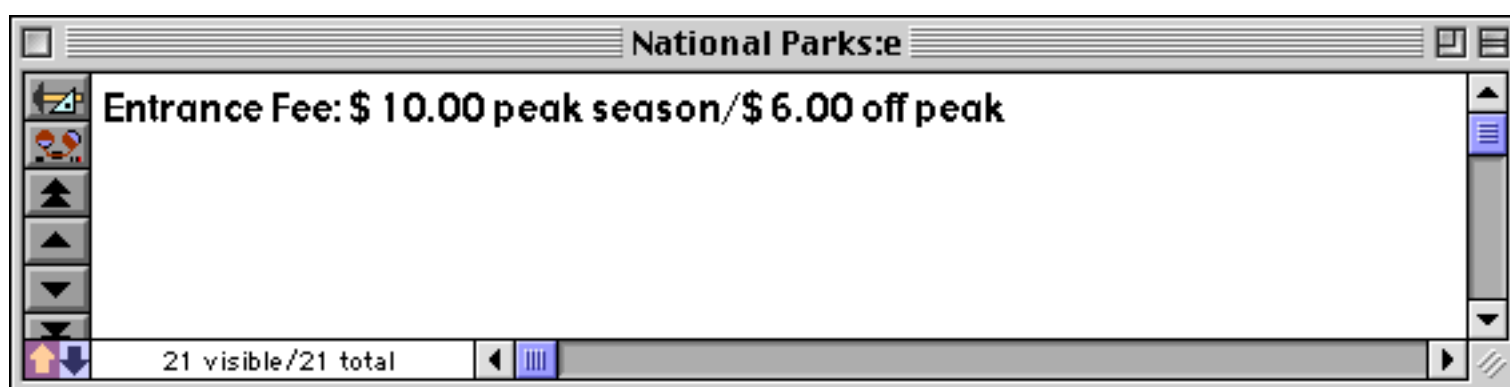 National Parks:e
Entrance Fee: $ 10.00 peak season/$ 6.00 off peak
21 visible/21 total